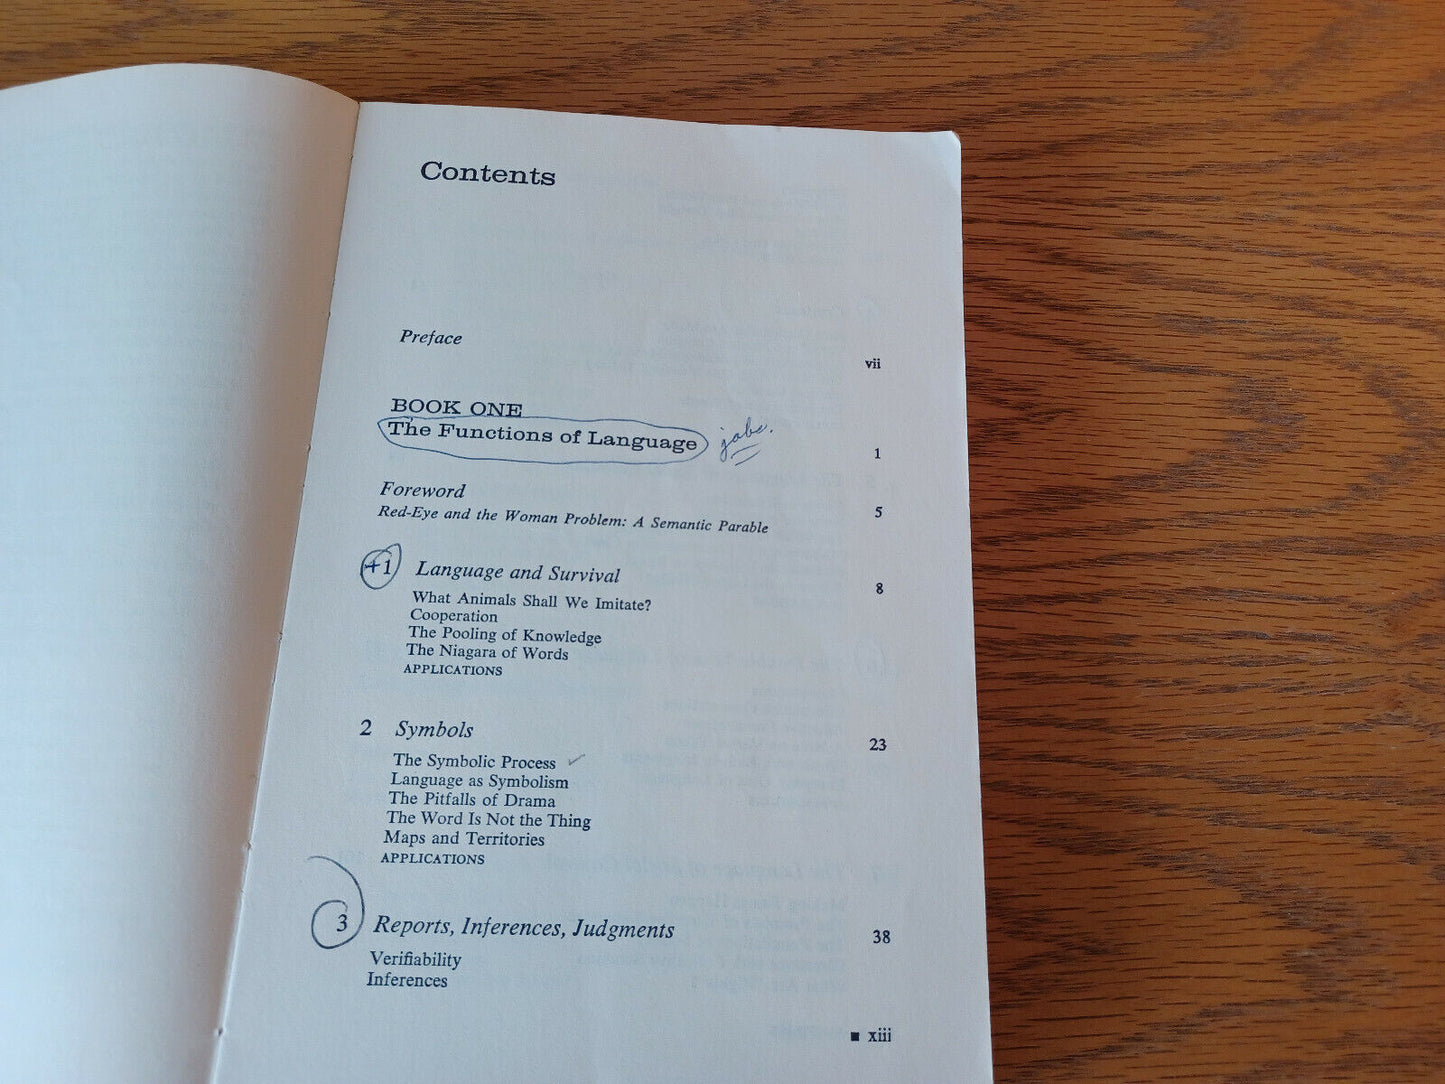 Contents
Preface vii
BOOK ONE
The Functions of Language 1
Foreword
Red-Eye and the Woman Problem: A Semantic Parable 5
+1 Language and Survival 8
What Animals Shall We Imitate?
Cooperation
The Pooling of Knowledge
The Niagara of Words
APPLICATIONS
2 Symbols 23
The Symbolic Process ✓
Language as Symbolism
The Pitfalls of Drama
The Word Is Not the Thing
Maps and Territories
APPLICATIONS
3 Reports, Inferences, Judgments 38
Verifiability
Inferences
■ xiii